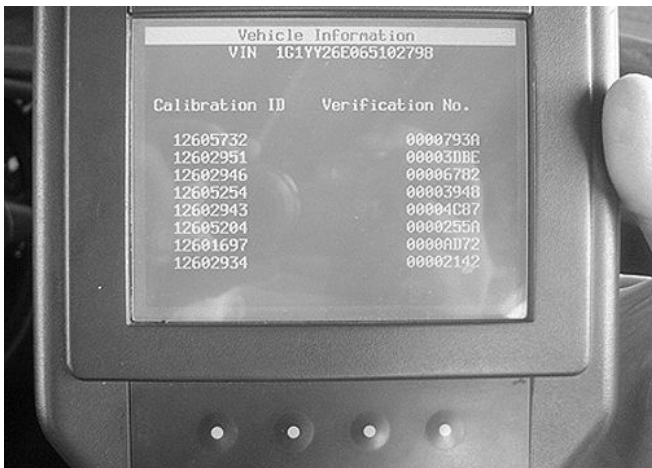 Vehicle Information
VIN 1G1YY26E065102798
Calibration ID Verification No.
12605732 0000793A
12602951 00003DBE
12602946 00006782
12605254 00003948
12602943 00004C87
12605204 0000255A
12601697 0000AD72
12602934 00002142